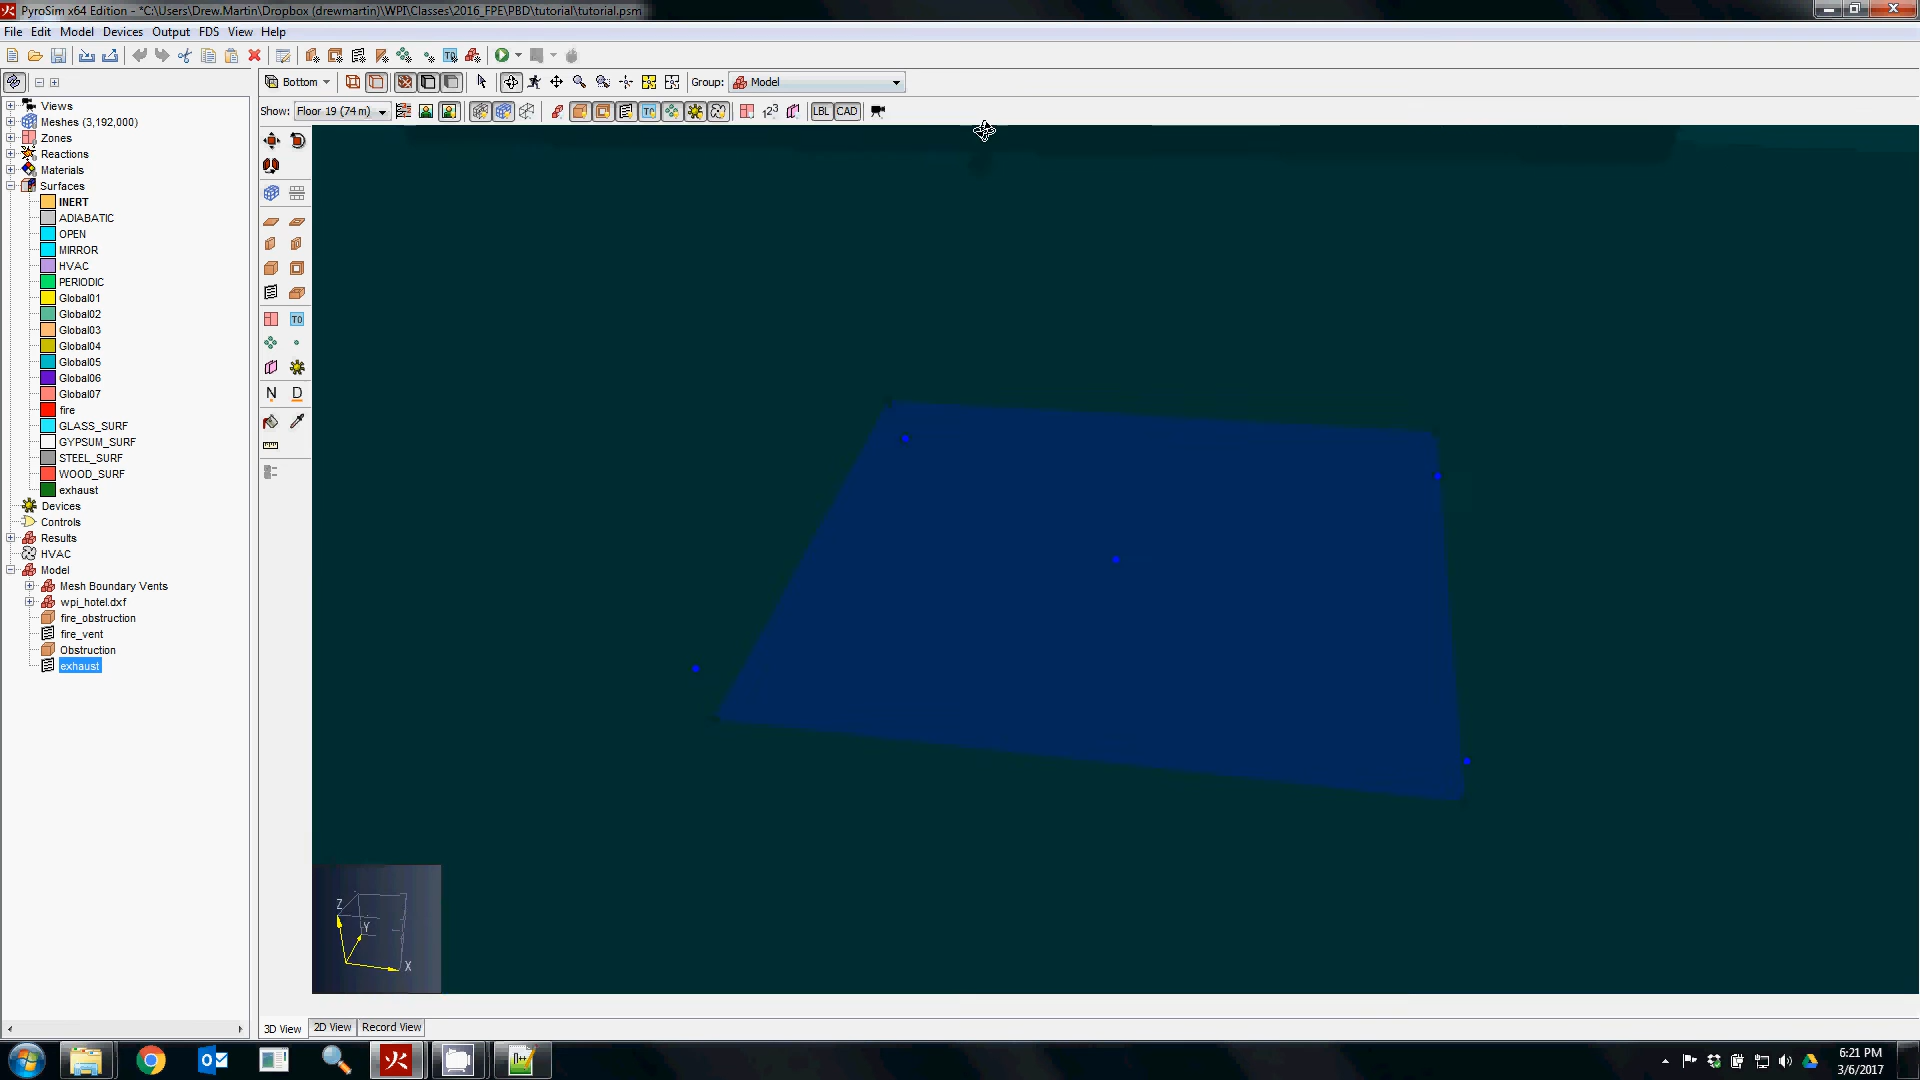 PyroSim x64 Edition - *C:\Users\Drew.Martin\Dropbox (drewmartin)\WPI\Classes\2016_FPE\PBD\tutorial\tutorial.psm
File Edit Model Devices Output FDS View Help
Bottom Group: Model
Show: Floor 19 (74 m) LBL CAD
Views
Meshes (3,192,000)
Zones
Reactions
Materials
Surfaces
INERT
ADIABATIC
OPEN
MIRROR
HVAC
PERIODIC
Global01
Global02
Global03
Global04
Global05
Global06
Global07
fire
GLASS_SURF
GYPSUM_SURF
STEEL_SURF
WOOD_SURF
exhaust
Devices
Controls
Results
HVAC
Model
Mesh Boundary Vents
wpi_hotel.dxf
fire_obstruction
fire_vent
Obstruction
exhaust
N D
Z
Y
X
3D View 2D View Record View
6:21 PM
3/6/2017